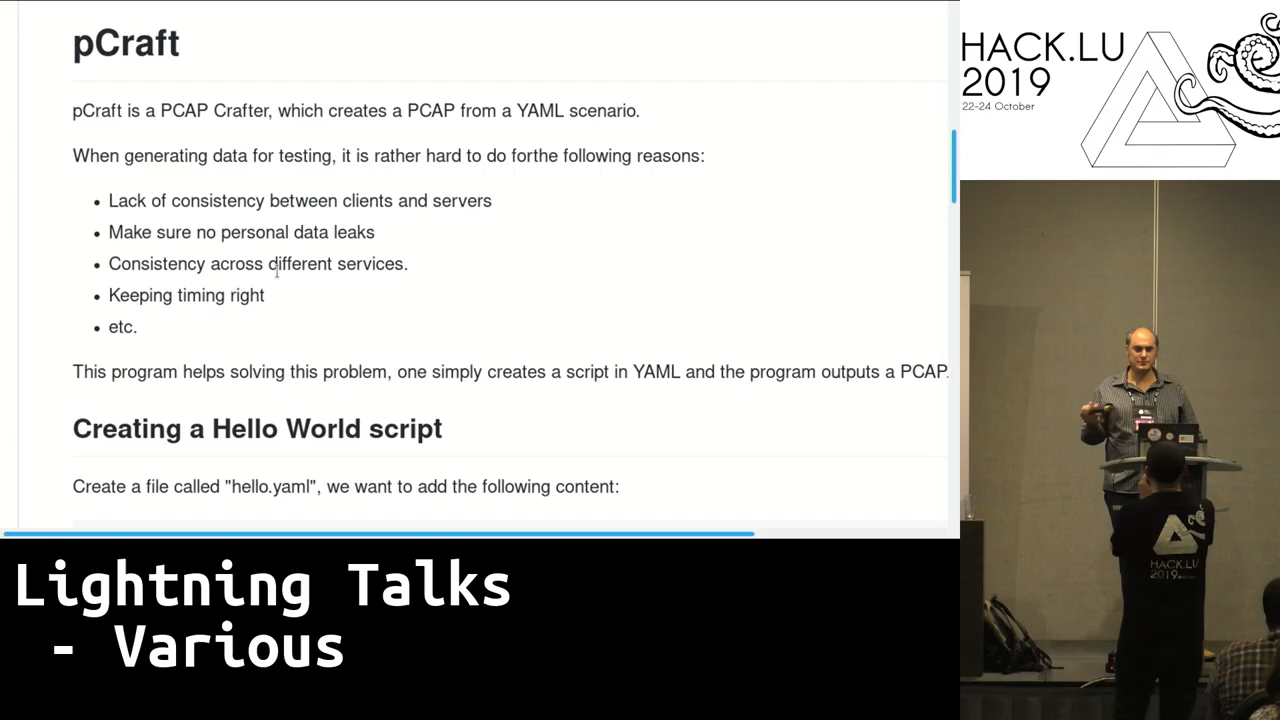 pCraft
pCraft is a PCAP Crafter, which creates a PCAP from a YAML scenario.
When generating data for testing, it is rather hard to do forthe following reasons:
Lack of consistency between clients and servers
Make sure no personal data leaks
Consistency across different services.
Keeping timing right
etc.
This program helps solving this problem, one simply creates a script in YAML and the program outputs a PCAP.
Creating a Hello World script
Create a file called "hello.yaml", we want to add the following content:
HACK.LU
2019
22-24 October
HACK.LU
2019
Lightning Talks
- Various